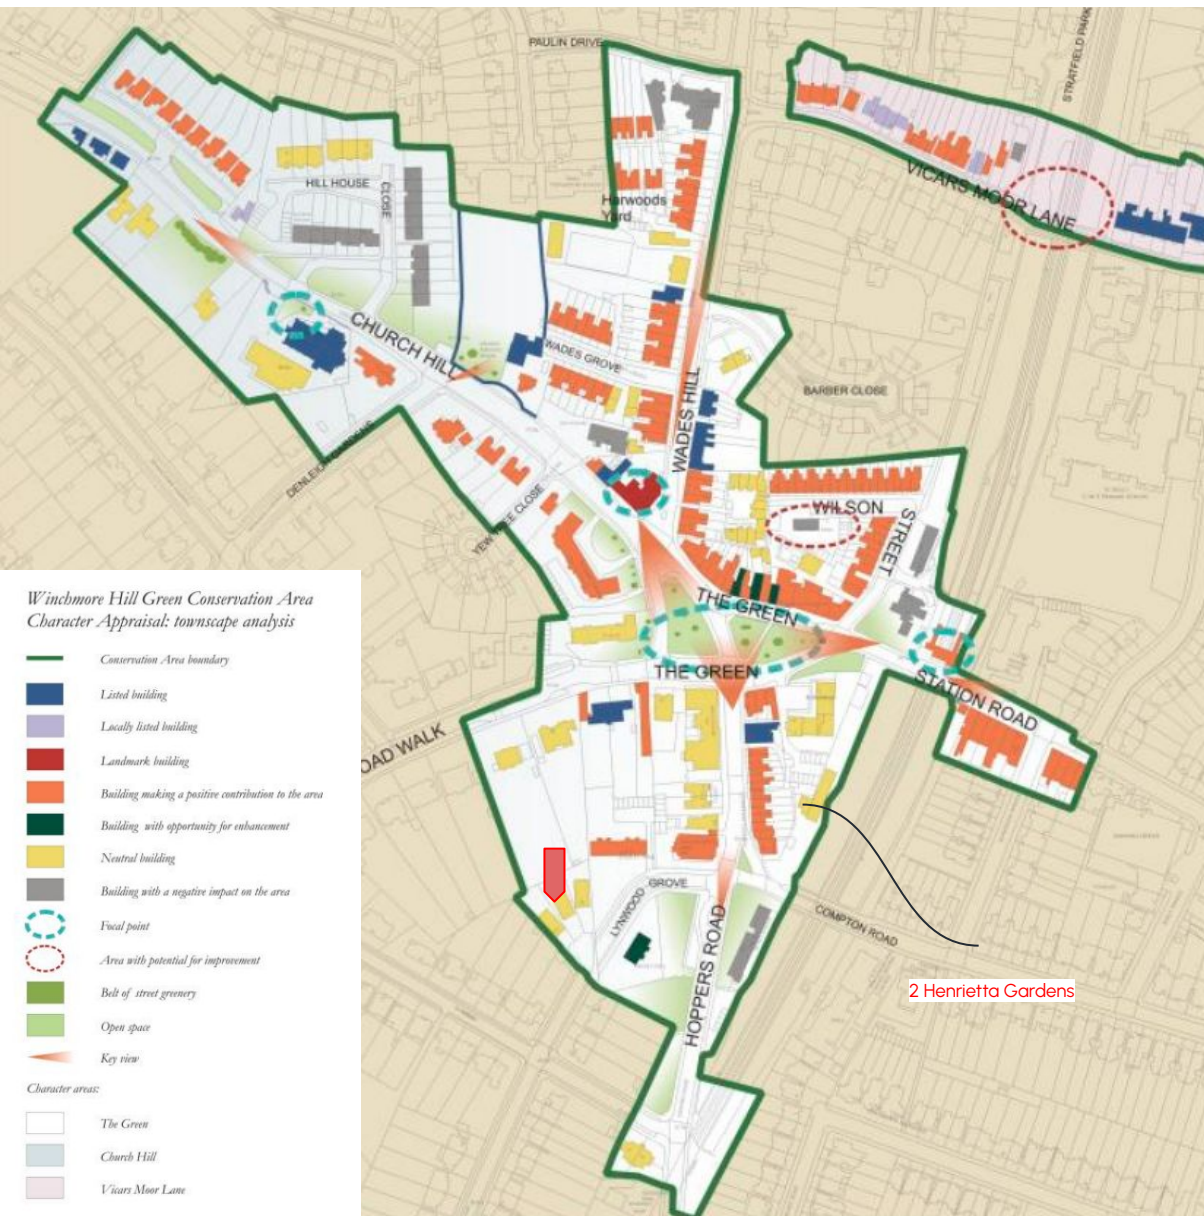 PAULIN DRIVE
STRATFIELD PARK
HILL HOUSE
CLOSE
Harwoods
Yard
VICARS MOOR LANE
CHURCH HILL
WADES GROVE
WADES HILL
BARBER CLOSE
DENLEIGH GARDENS
YEW TREE CLOSE
WILSON
STREET
THE GREEN
THE GREEN
STATION ROAD
OAD WALK
GROVE
LYNWOOD
HOPPERS ROAD
COMPTON ROAD
2 Henrietta Gardens
Winchmore Hill Green Conservation Area
Character Appraisal: townscape analysis
Conservation Area boundary
Listed building
Locally listed building
Landmark building
Building making a positive contribution to the area
Building with opportunity for enhancement
Neutral building
Building with a negative impact on the area
Focal point
Area with potential for improvement
Belt of street greenery
Open space
Key view
Character areas:
The Green
Church Hill
Vicars Moor Lane